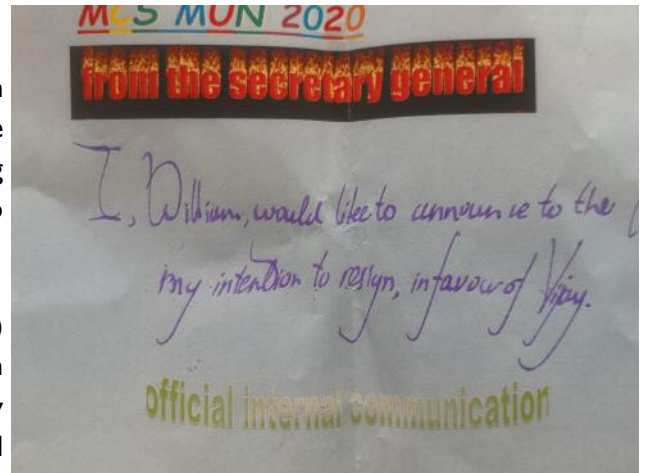 MCS MUN 2020
from the secretary general
I, William, would like to announce to the
my intention to resign, in favour of Vijay.
official internal communication